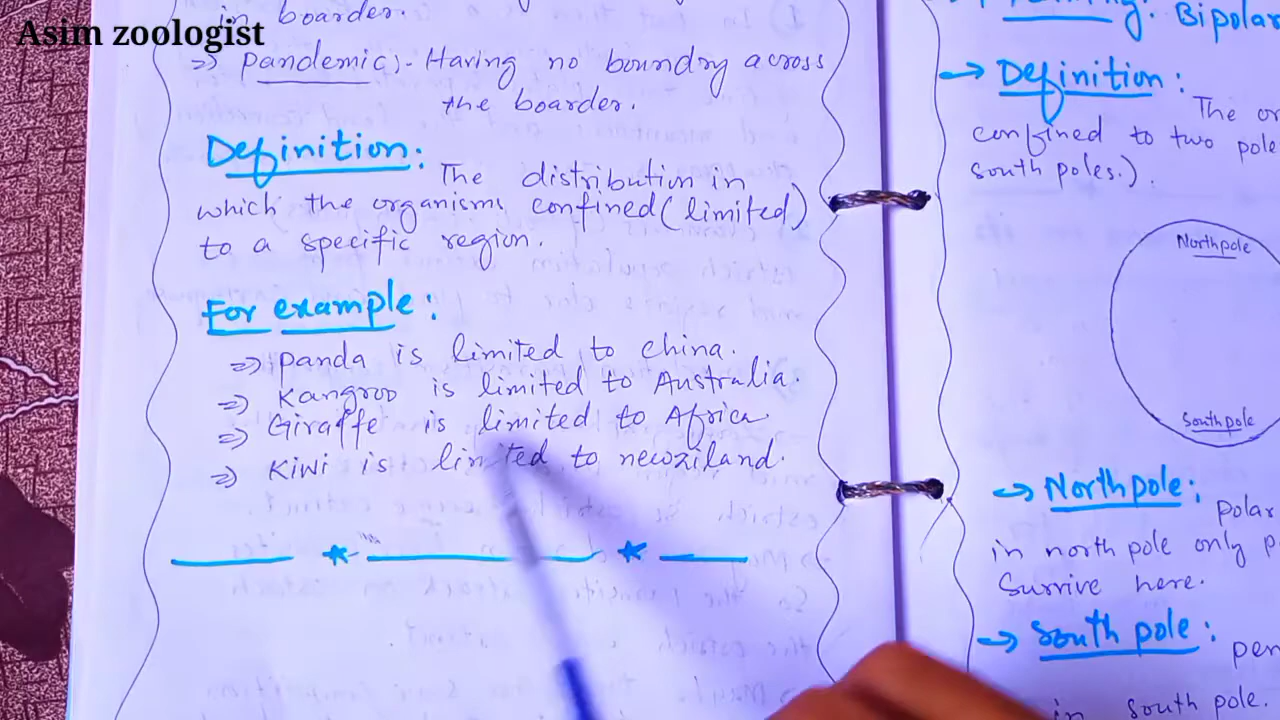 in boarder.
Asim zoologist
=> Pandemic:- Having no boundry across
the boarder.
Definition:
The distribution in
which the organisms confined (limited)
to a specific region.
For example:
=> Panda is limited to china.
=> Kangroo is limited to Australia.
=> Giraffe is limited to Africa
=> Kiwi is limited to newziland.
Bipolar
→ Definition:
The or
confined to two pole
south poles.).
Northpole
Southpole
→ North pole:
polar
in north pole only p
Survive here.
→ South pole:
pen
in south pole.